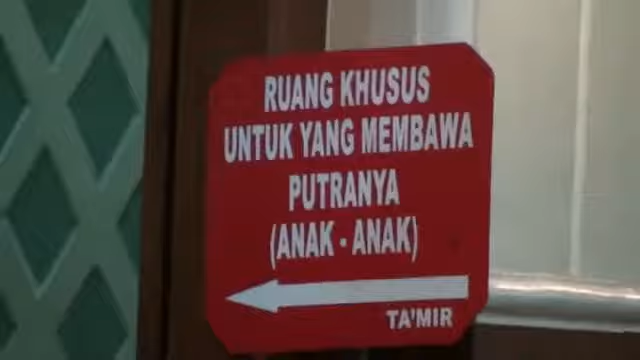 RUANG KHUSUS
UNTUK YANG MEMBAWA
PUTRANYA
(ANAK - ANAK)
TA'MIR